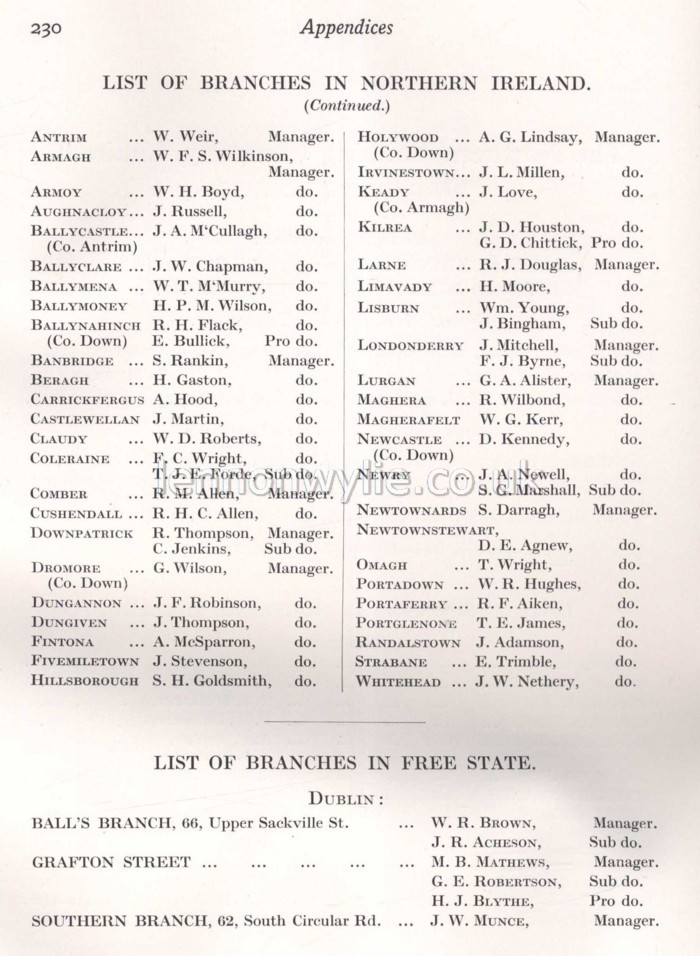 230 Appendices
LIST OF BRANCHES IN NORTHERN IRELAND.
(Continued.)
ANTRIM ... W. Weir, Manager.
ARMAGH ... W. F. S. Wilkinson,
Manager.
ARMOY ... W. H. Boyd, do.
AUGHNACLOY ... J. Russell, do.
BALLYCASTLE ... J. A. M‘Cullagh, do.
(Co. Antrim)
BALLYCLARE ... J. W. Chapman, do.
BALLYMENA ... W. T. M‘Murry, do.
BALLYMONEY H. P. M. Wilson, do.
BALLYNAHINCH R. H. Flack, do.
(Co. Down) E. Bullick, Pro do.
BANBRIDGE ... S. Rankin, Manager.
BERAGH ... H. Gaston, do.
CARRICKFERGUS A. Hood, do.
CASTLEWELLAN J. Martin, do.
CLAUDY ... W. D. Roberts, do.
COLERAINE ... F. C. Wright, do.
T. J. E. Forde, Sub do.
COMBER ... R. M. Allen, Manager.
CUSHENDALL ... R. H. C. Allen, do.
DOWNPATRICK R. Thompson, Manager.
C. Jenkins, Sub do.
DROMORE ... G. Wilson, Manager.
(Co. Down)
DUNGANNON ... J. F. Robinson, do.
DUNGIVEN ... J. Thompson, do.
FINTONA ... A. McSparron, do.
FIVEMILETOWN J. Stevenson, do.
HILLSBOROUGH S. H. Goldsmith, do.
HOLYWOOD ... A. G. Lindsay, Manager.
(Co. Down)
IRVINESTOWN ... J. L. Millen, do.
KEADY ... J. Love, do.
(Co. Armagh)
KILREA ... J. D. Houston, do.
G. D. Chittick, Pro do.
LARNE ... R. J. Douglas, Manager.
LIMAVADY ... H. Moore, do.
LISBURN ... Wm. Young, do.
J. Bingham, Sub do.
LONDONDERRY J. Mitchell, Manager.
F. J. Byrne, Sub do.
LURGAN ... G. A. Alister, Manager.
MAGHERA ... R. Wilbond, do.
MAGHERAFELT W. G. Kerr, do.
NEWCASTLE ... D. Kennedy, do.
(Co. Down)
NEWRY ... J. A. Newell, do.
S. G. Marshall, Sub do.
NEWTOWNARDS S. Darragh, Manager.
NEWTOWNSTEWART,
D. E. Agnew, do.
OMAGH ... T. Wright, do.
PORTADOWN ... W. R. Hughes, do.
PORTAFERRY ... R. F. Aiken, do.
PORTGLENONE T. E. James, do.
RANDALSTOWN J. Adamson, do.
STRABANE ... E. Trimble, do.
WHITEHEAD ... J. W. Nethery, do.
lennonwylie.co.uk
LIST OF BRANCHES IN FREE STATE.
DUBLIN :
BALL'S BRANCH, 66, Upper Sackville St. ... W. R. BROWN, Manager.
J. R. ACHESON, Sub do.
GRAFTON STREET ... ... ... ... ... M. B. MATHEWS, Manager.
G. E. ROBERTSON, Sub do.
H. J. BLYTHE, Pro do.
SOUTHERN BRANCH, 62, South Circular Rd. ... J. W. MUNCE, Manager.